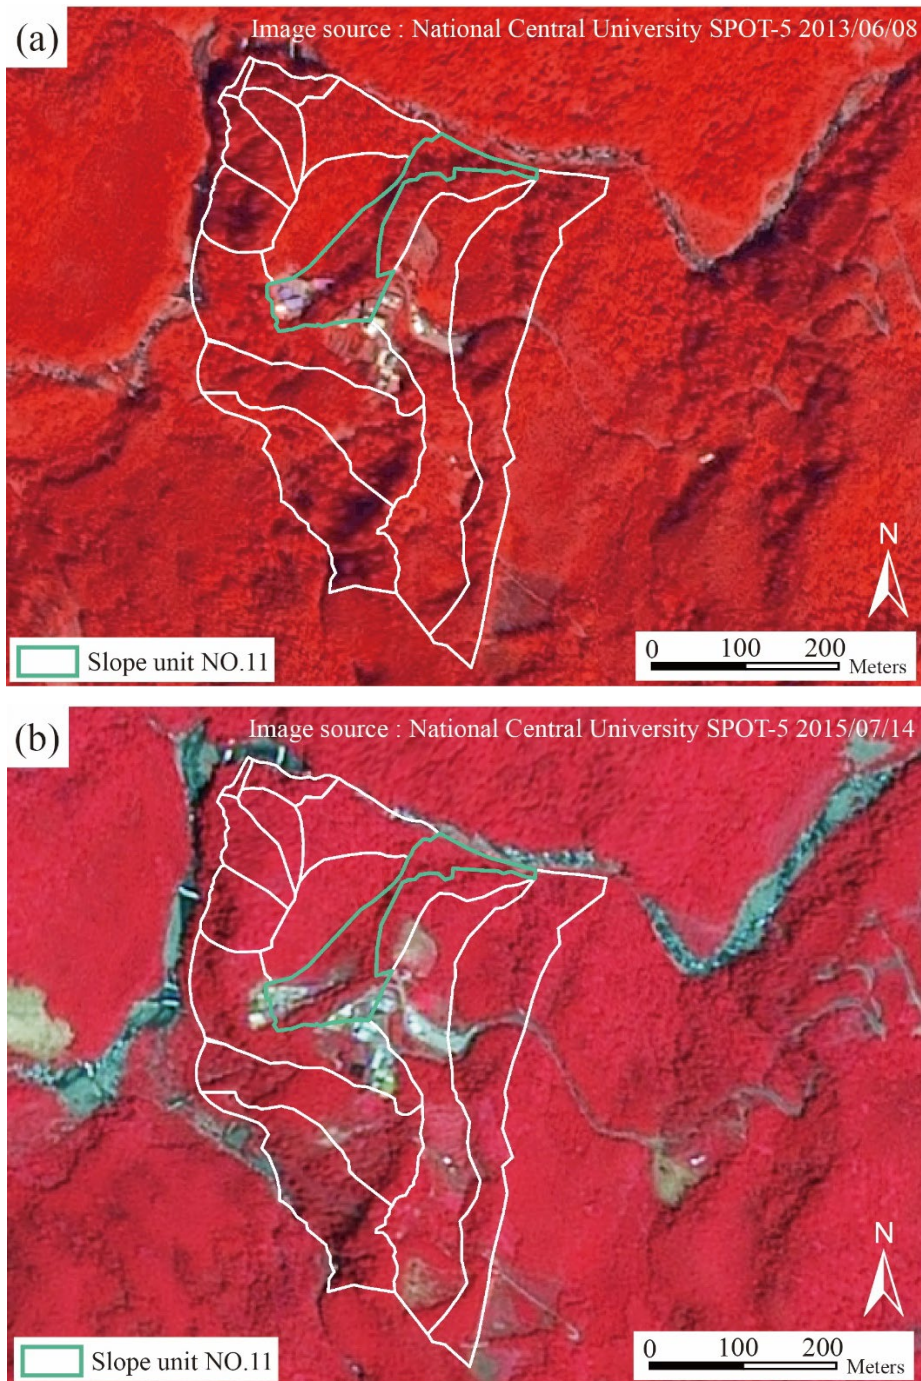 (a)
Image source : National Central University SPOT-5 2013/06/08
N
Slope unit NO.11
0 100 200
Meters
(b)
Image source : National Central University SPOT-5 2015/07/14
N
Slope unit NO.11
0 100 200
Meters